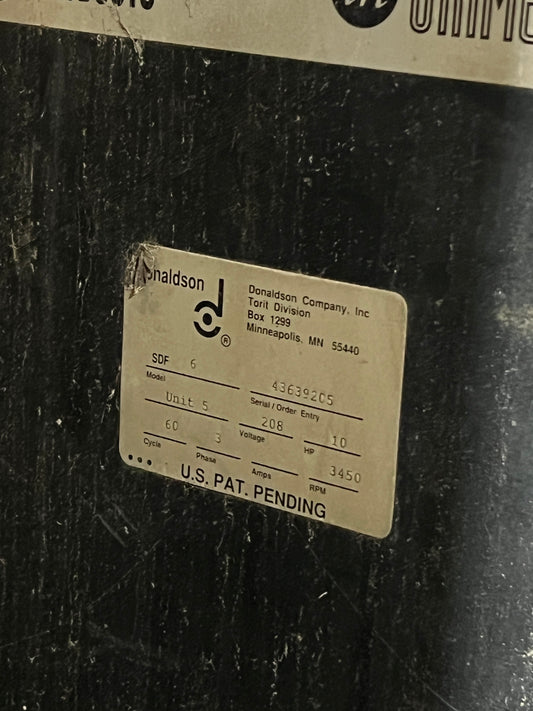 Donaldson
Donaldson Company, Inc
Torit Division
Box 1299
Minneapolis, MN 55440
®
SDF 6
Model
43639205
Serial / Order Entry
Unit 5
208
Voltage
10
HP
60
Cycle
3
Phase
Amps
3450
RPM
U.S. PAT. PENDING